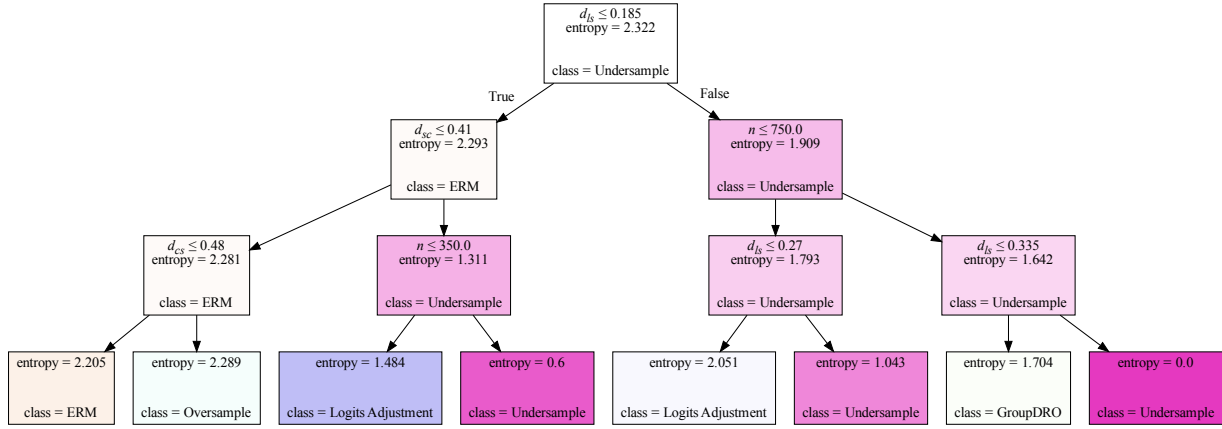 d_ls ≤ 0.185
entropy = 2.322
class = Undersample
True
False
d_sc ≤ 0.41
entropy = 2.293
class = ERM
n ≤ 750.0
entropy = 1.909
class = Undersample
d_cs ≤ 0.48
entropy = 2.281
class = ERM
n ≤ 350.0
entropy = 1.311
class = Undersample
d_ls ≤ 0.27
entropy = 1.793
class = Undersample
d_ls ≤ 0.335
entropy = 1.642
class = Undersample
entropy = 2.205
class = ERM
entropy = 2.289
class = Oversample
entropy = 1.484
class = Logits Adjustment
entropy = 0.6
class = Undersample
entropy = 2.051
class = Logits Adjustment
entropy = 1.043
class = Undersample
entropy = 1.704
class = GroupDRO
entropy = 0.0
class = Undersample